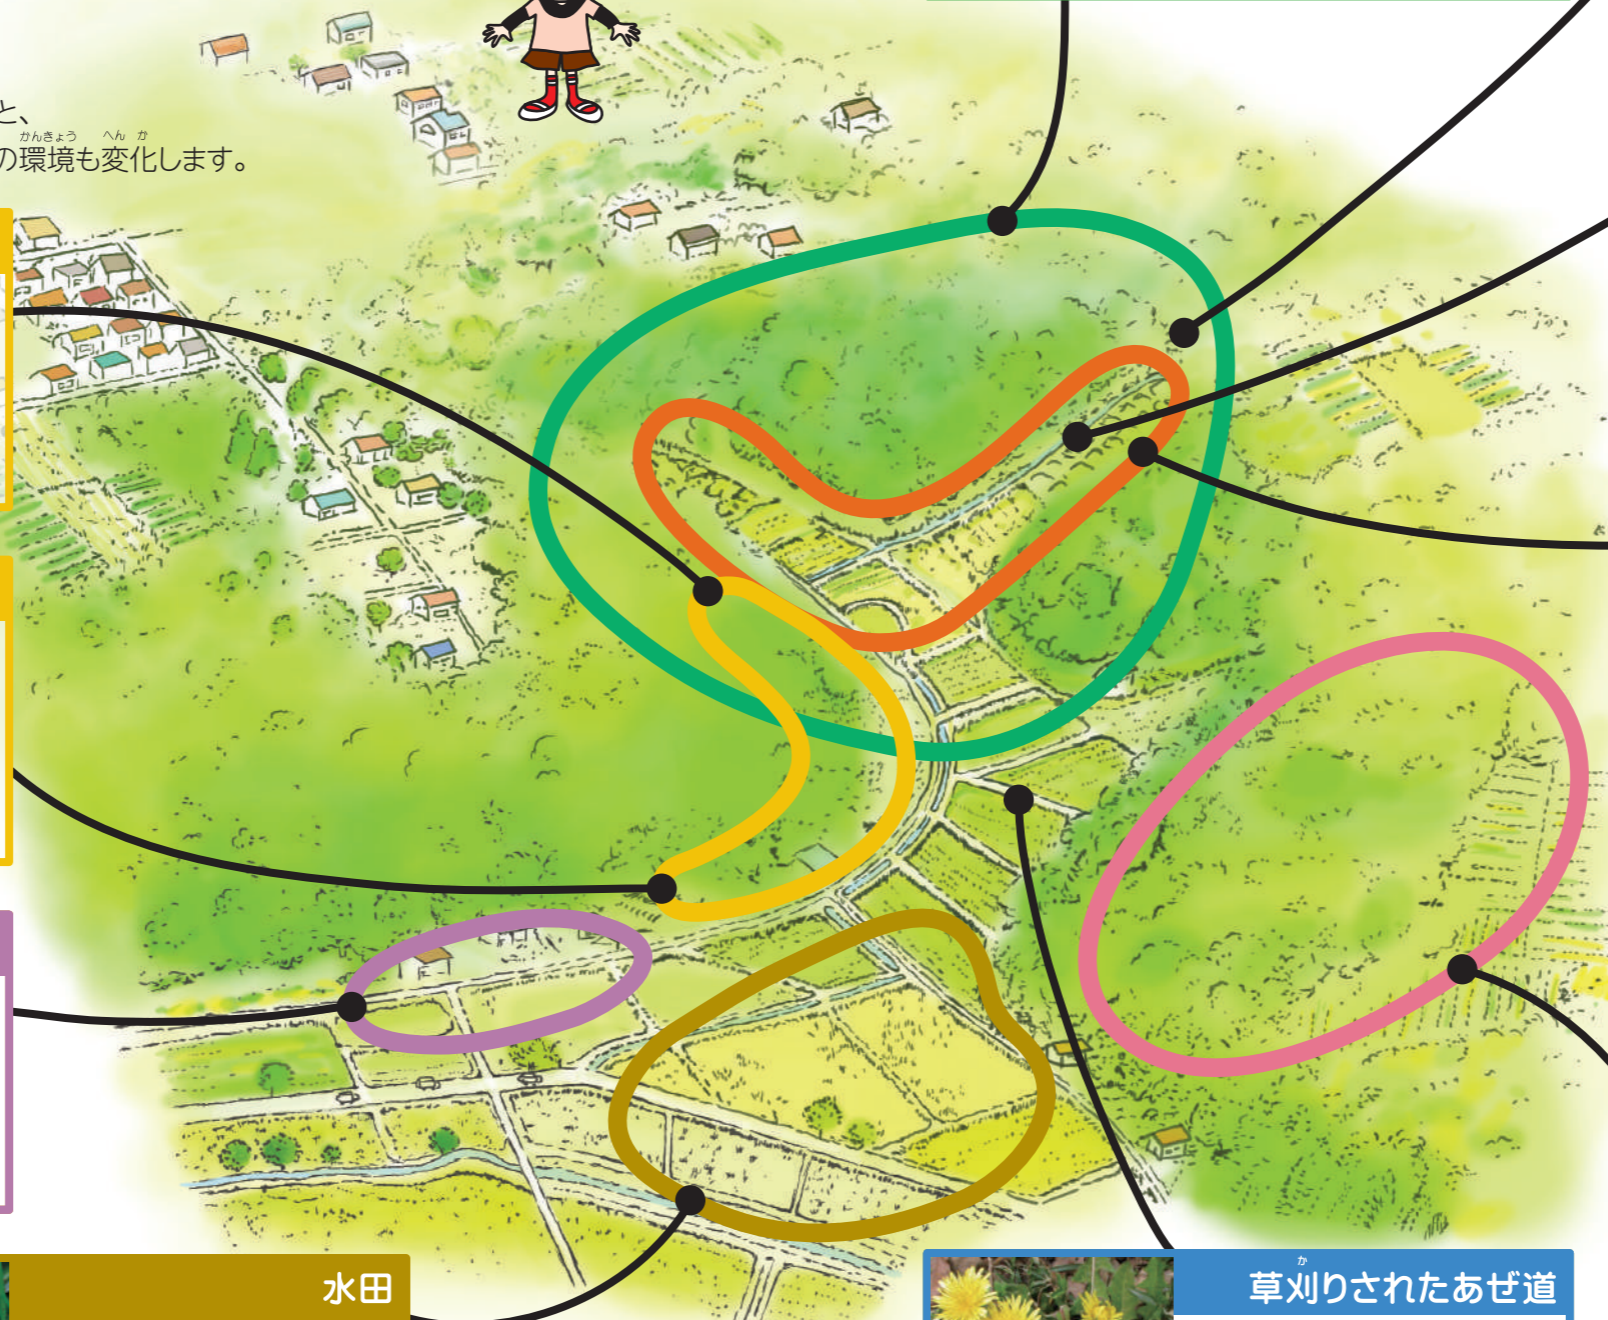 と、
の環境も変化します。
かんきょう へんか
水田
草刈りされたあぜ道
か